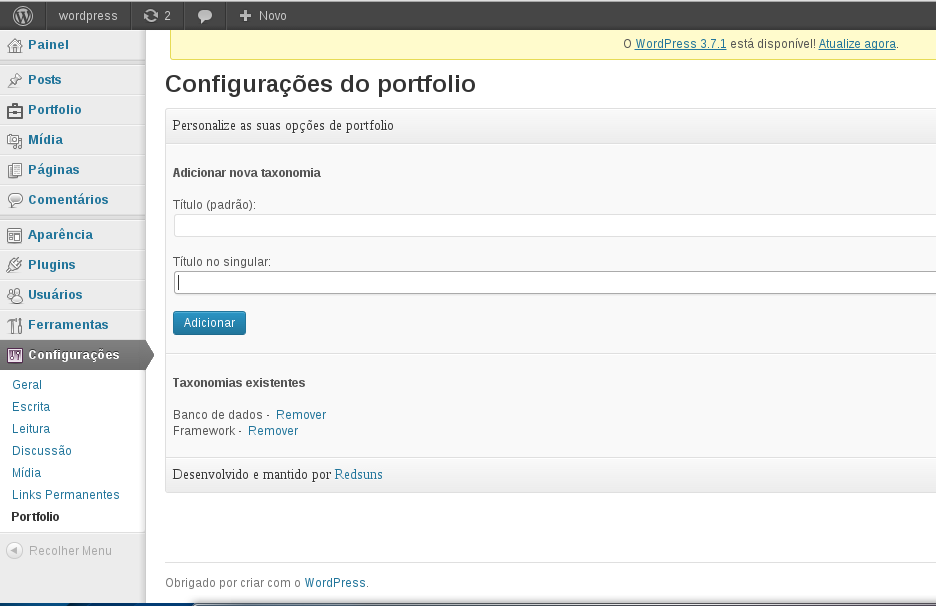 wordpress 2 Novo
O WordPress 3.7.1 está disponível! Atualize agora.
Painel
Posts
Portfolio
Mídia
Páginas
Comentários
Aparência
Plugins
Usuários
Ferramentas
Configurações
Geral
Escrita
Leitura
Discussão
Mídia
Links Permanentes
Portfolio
Recolher Menu
Configurações do portfolio
Personalize as suas opções de portfolio
Adicionar nova taxonomia
Título (padrão):
Título no singular:
Adicionar
Taxonomias existentes
Banco de dados - Remover
Framework - Remover
Desenvolvido e mantido por Redsuns
Obrigado por criar com o WordPress.